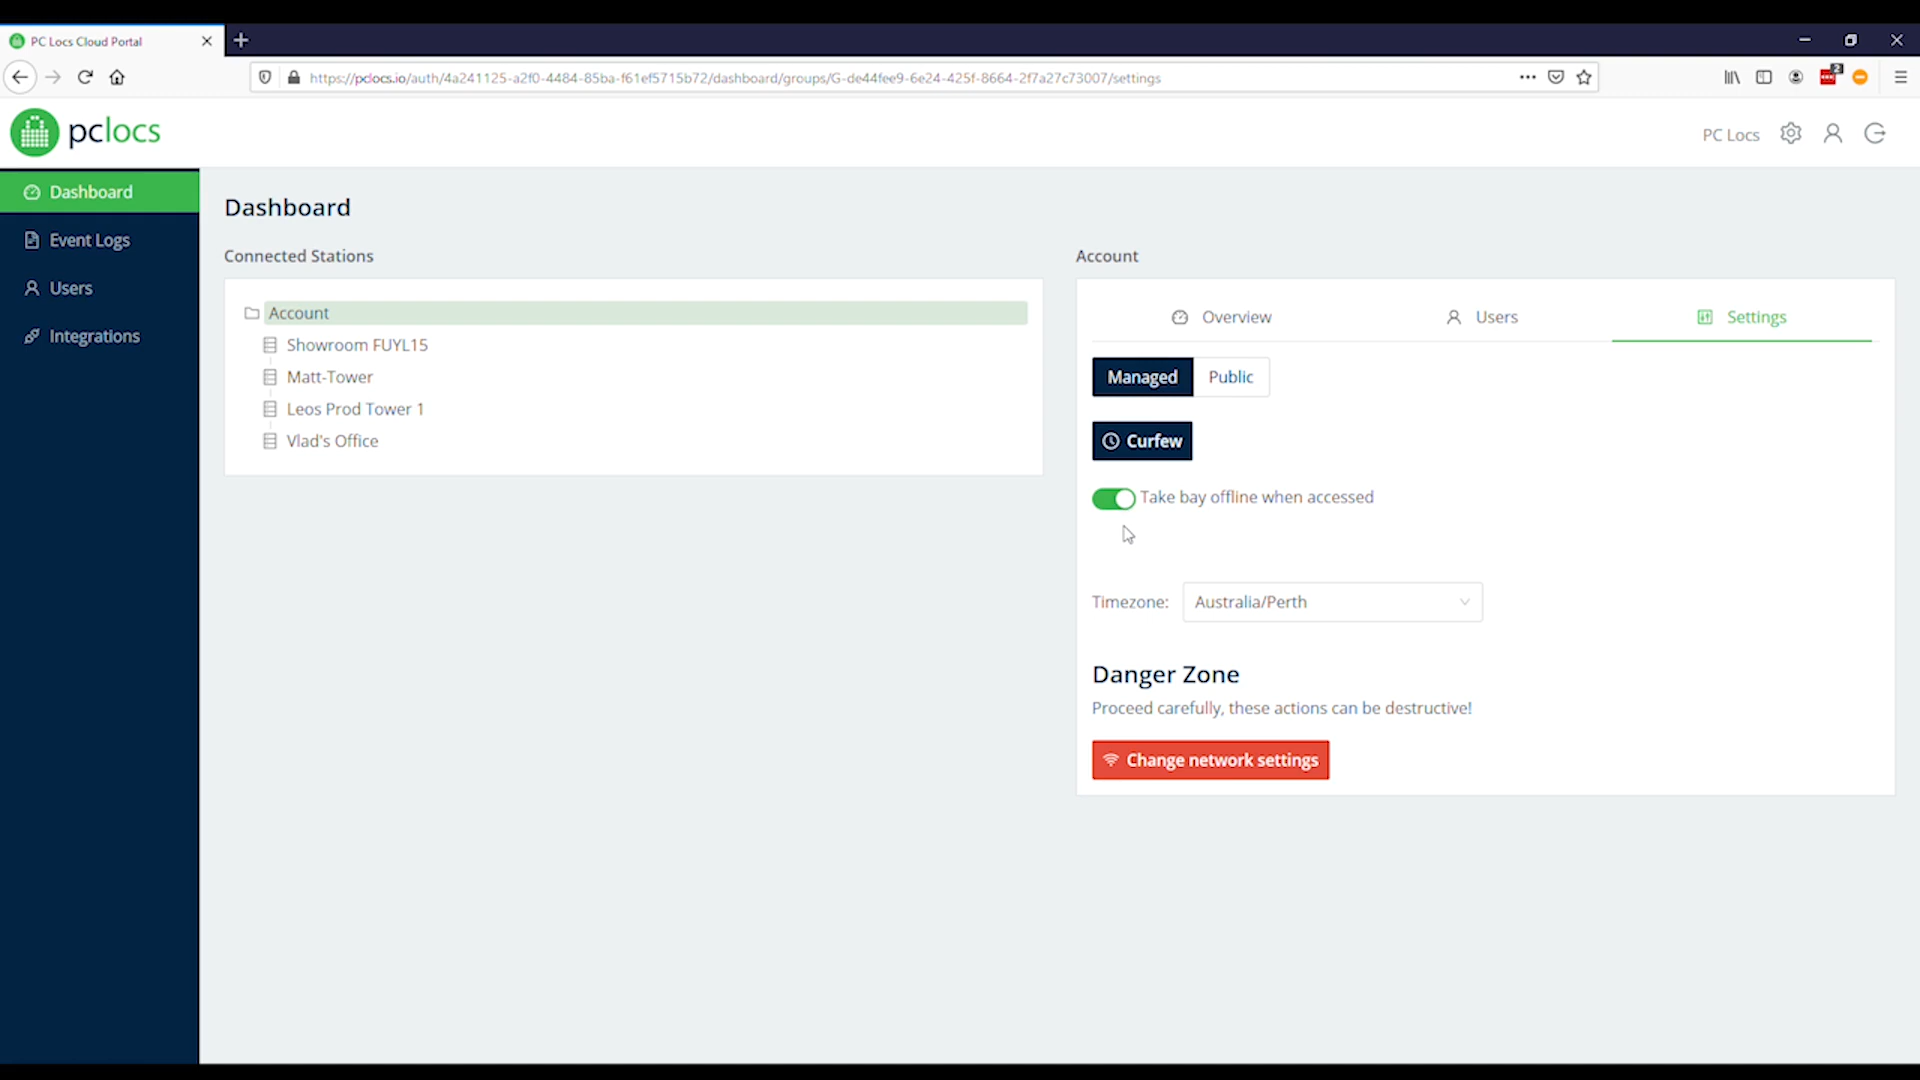 PC Locs Cloud Portal
https://pclocs.io/auth/4a241125-a2f0-4484-85ba-f61ef5715b72/dashboard/groups/G-de44fee9-6e24-425f-8664-2f7a27c73007/settings
2
pclocs
PC Locs
Dashboard
Event Logs
Users
Integrations
Dashboard
Connected Stations
Account
Showroom FUYL15
Matt-Tower
Leos Prod Tower 1
Vlad's Office
Account
Overview
Users
Settings
Managed
Public
Curfew
Take bay offline when accessed
Timezone:
Australia/Perth
Danger Zone
Proceed carefully, these actions can be destructive!
Change network settings